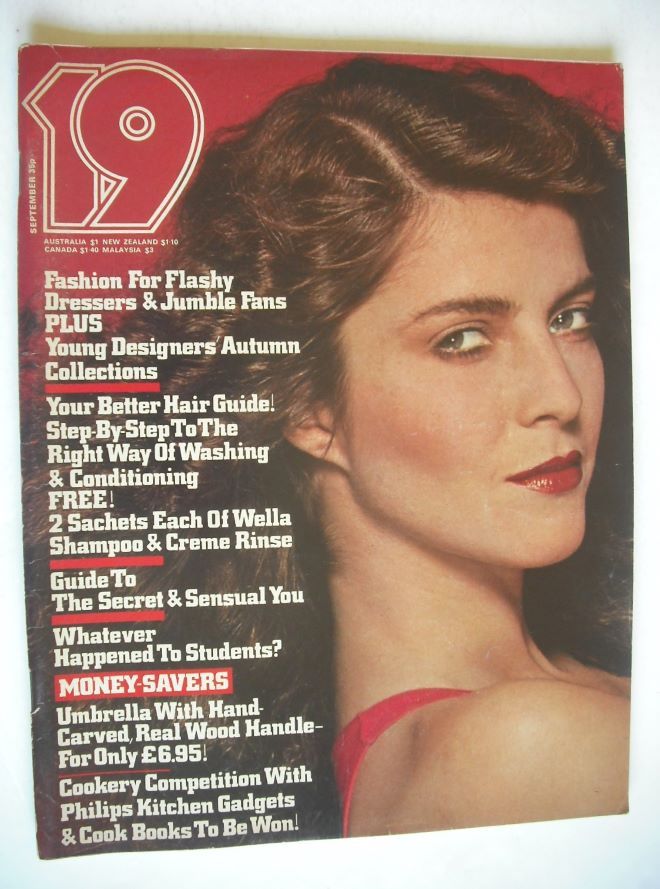 19
SEPTEMBER 35p
AUSTRALIA $1 NEW ZEALAND $1·10
CANADA $1·40 MALAYSIA $3
Fashion For Flashy
Dressers & Jumble Fans
PLUS
Young Designers' Autumn
Collections
Your Better Hair Guide!
Step-By-Step To The
Right Way Of Washing
& Conditioning
FREE!
2 Sachets Each Of Wella
Shampoo & Creme Rinse
Guide To
The Secret & Sensual You
Whatever
Happened To Students?
MONEY-SAVERS
Umbrella With Hand-
Carved, Real Wood Handle–
For Only £6.95!
Cookery Competition With
Philips Kitchen Gadgets
& Cook Books To Be Won!